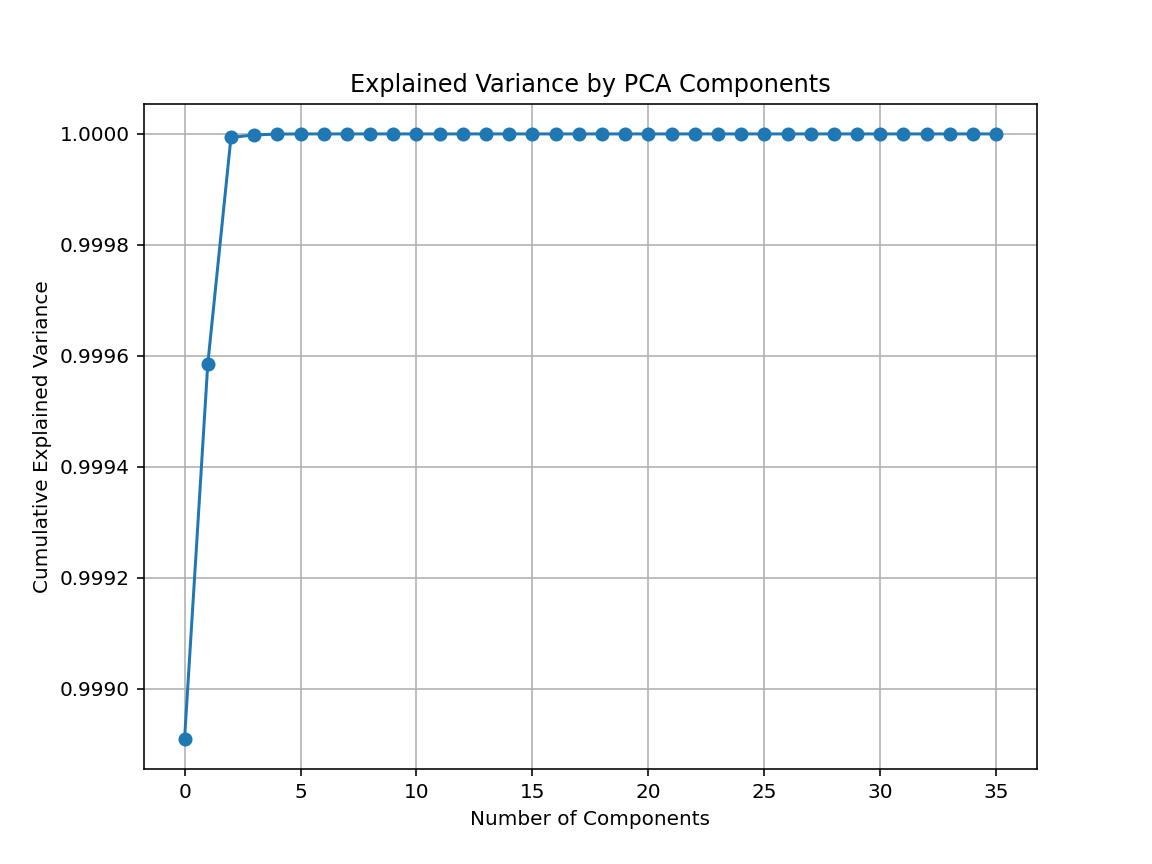 Explained Variance by PCA Components
1.0000
0.9998
0.9996
0.9994
0.9992
0.9990
Cumulative Explained Variance
0 5 10 15 20 25 30 35
Number of Components